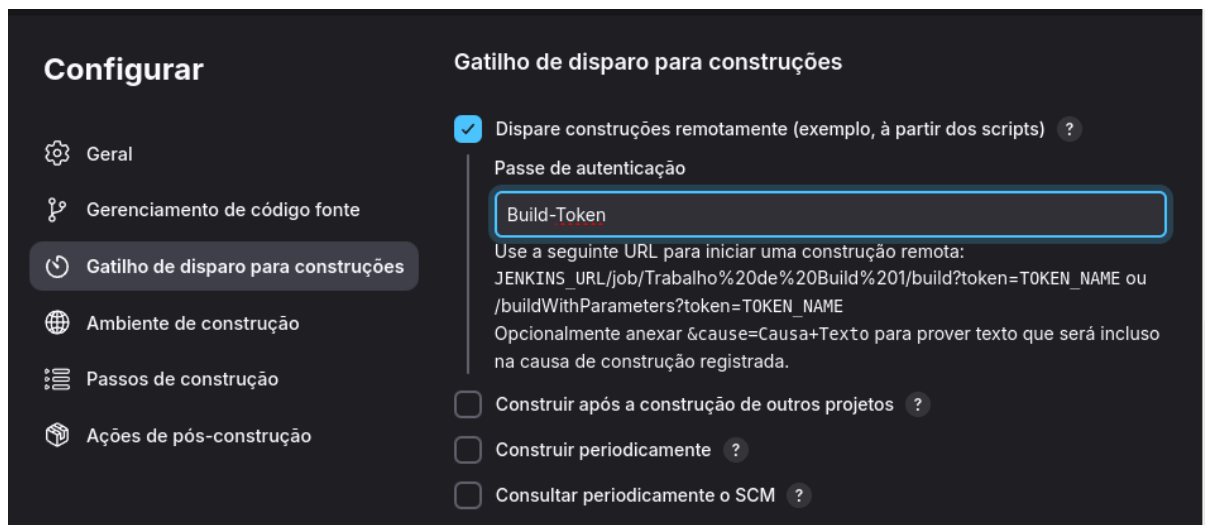 Configurar
Geral
Gerenciamento de código fonte
Gatilho de disparo para construções
Ambiente de construção
Passos de construção
Ações de pós-construção
Gatilho de disparo para construções
Dispare construções remotamente (exemplo, à partir dos scripts) ?
Passe de autenticação
Build-Token
Use a seguinte URL para iniciar uma construção remota:
JENKINS_URL/job/Trabalho%20de%20Build%201/build?token=TOKEN_NAME ou
/buildWithParameters?token=TOKEN_NAME
Opcionalmente anexar &cause=Causa+Texto para prover texto que será incluso
na causa de construção registrada.
Construir após a construção de outros projetos ?
Construir periodicamente ?
Consultar periodicamente o SCM ?